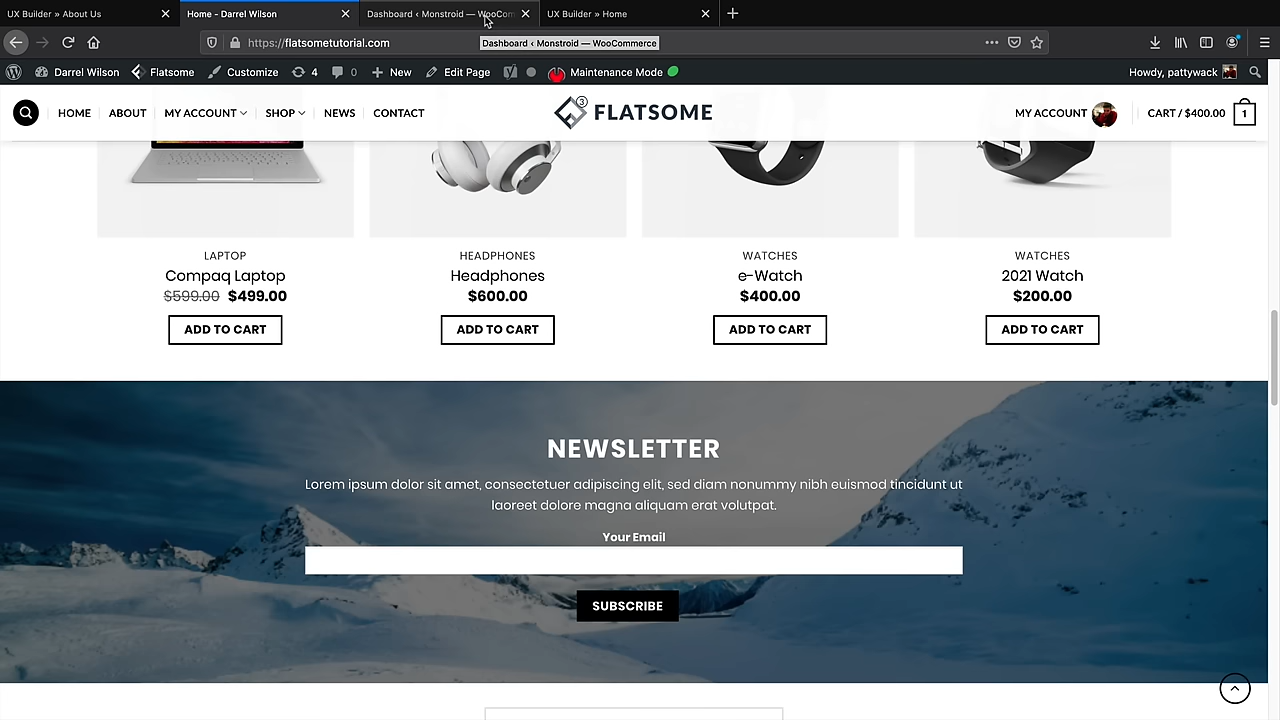 UX Builder » About Us
Home - Darrel Wilson
Dashboard ‹ Monstroid — WooCom
UX Builder » Home
https://flatsometutorial.com
Dashboard ‹ Monstroid — WooCommerce
Darrel Wilson
Flatsome
Customize
4
0
New
Edit Page
Maintenance Mode
Howdy, pattywack
HOME
ABOUT
MY ACCOUNT
SHOP
NEWS
CONTACT
3
FLATSOME
MY ACCOUNT
CART / $400.00
1
LAPTOP
Compaq Laptop
$599.00 $499.00
ADD TO CART
HEADPHONES
Headphones
$600.00
ADD TO CART
WATCHES
e-Watch
$400.00
ADD TO CART
WATCHES
2021 Watch
$200.00
ADD TO CART
NEWSLETTER
Lorem ipsum dolor sit amet, consectetuer adipiscing elit, sed diam nonummy nibh euismod tincidunt ut
laoreet dolore magna aliquam erat volutpat.
Your Email
SUBSCRIBE